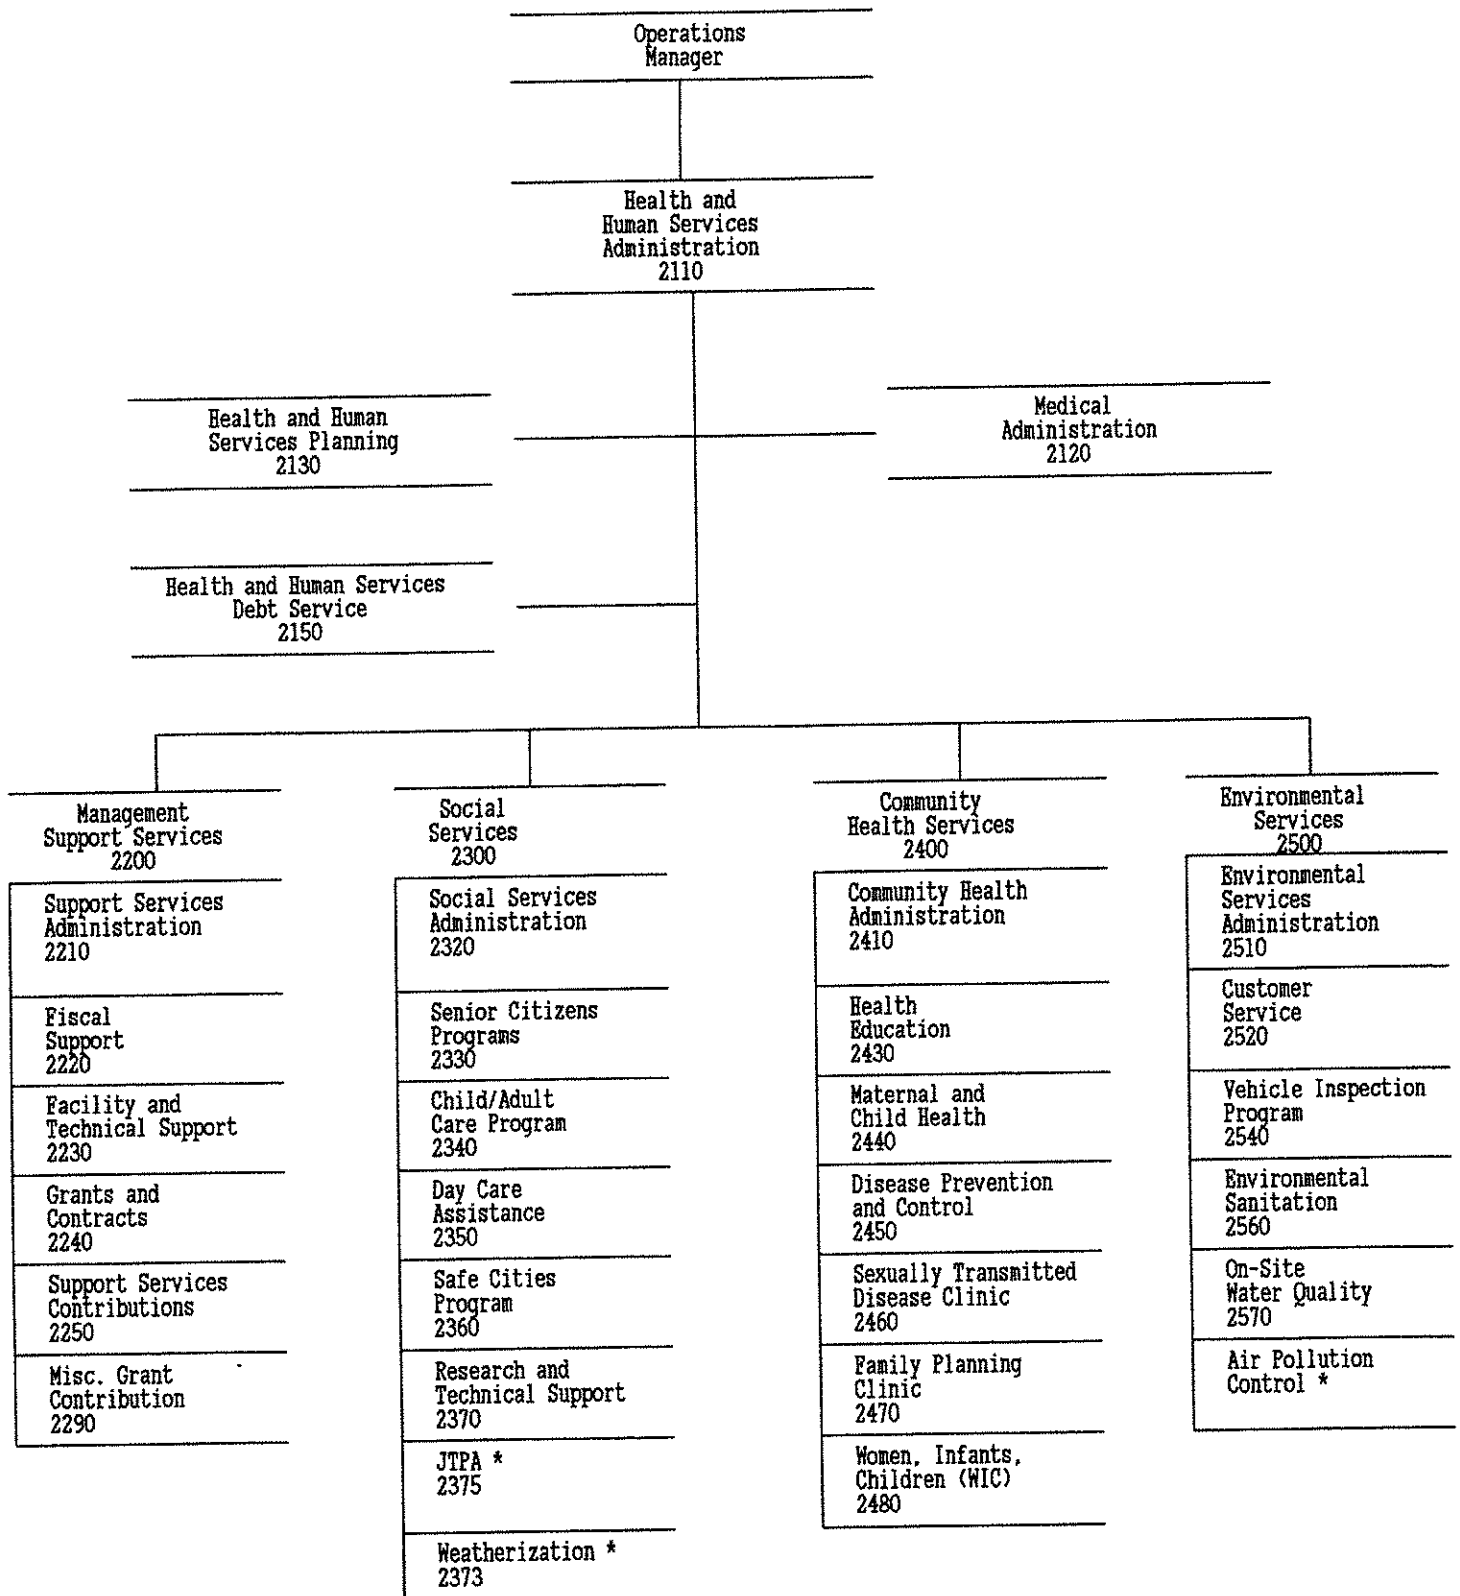 Operations
Manager
Health and
Human Services
Administration
2110
Health and Human
Services Planning
2130
Medical
Administration
2120
Health and Human Services
Debt Service
2150
Management
Support Services
2200
Support Services
Administration
2210
Fiscal
Support
2220
Facility and
Technical Support
2230
Grants and
Contracts
2240
Support Services
Contributions
2250
Misc. Grant
Contribution
2290
Social
Services
2300
Social Services
Administration
2320
Senior Citizens
Programs
2330
Child/Adult
Care Program
2340
Day Care
Assistance
2350
Safe Cities
Program
2360
Research and
Technical Support
2370
JTPA *
2375
Weatherization *
2373
Community
Health Services
2400
Community Health
Administration
2410
Health
Education
2430
Maternal and
Child Health
2440
Disease Prevention
and Control
2450
Sexually Transmitted
Disease Clinic
2460
Family Planning
Clinic
2470
Women, Infants,
Children (WIC)
2480
Environmental
Services
2500
Environmental
Services
Administration
2510
Customer
Service
2520
Vehicle Inspection
Program
2540
Environmental
Sanitation
2560
On-Site
Water Quality
2570
Air Pollution
Control *